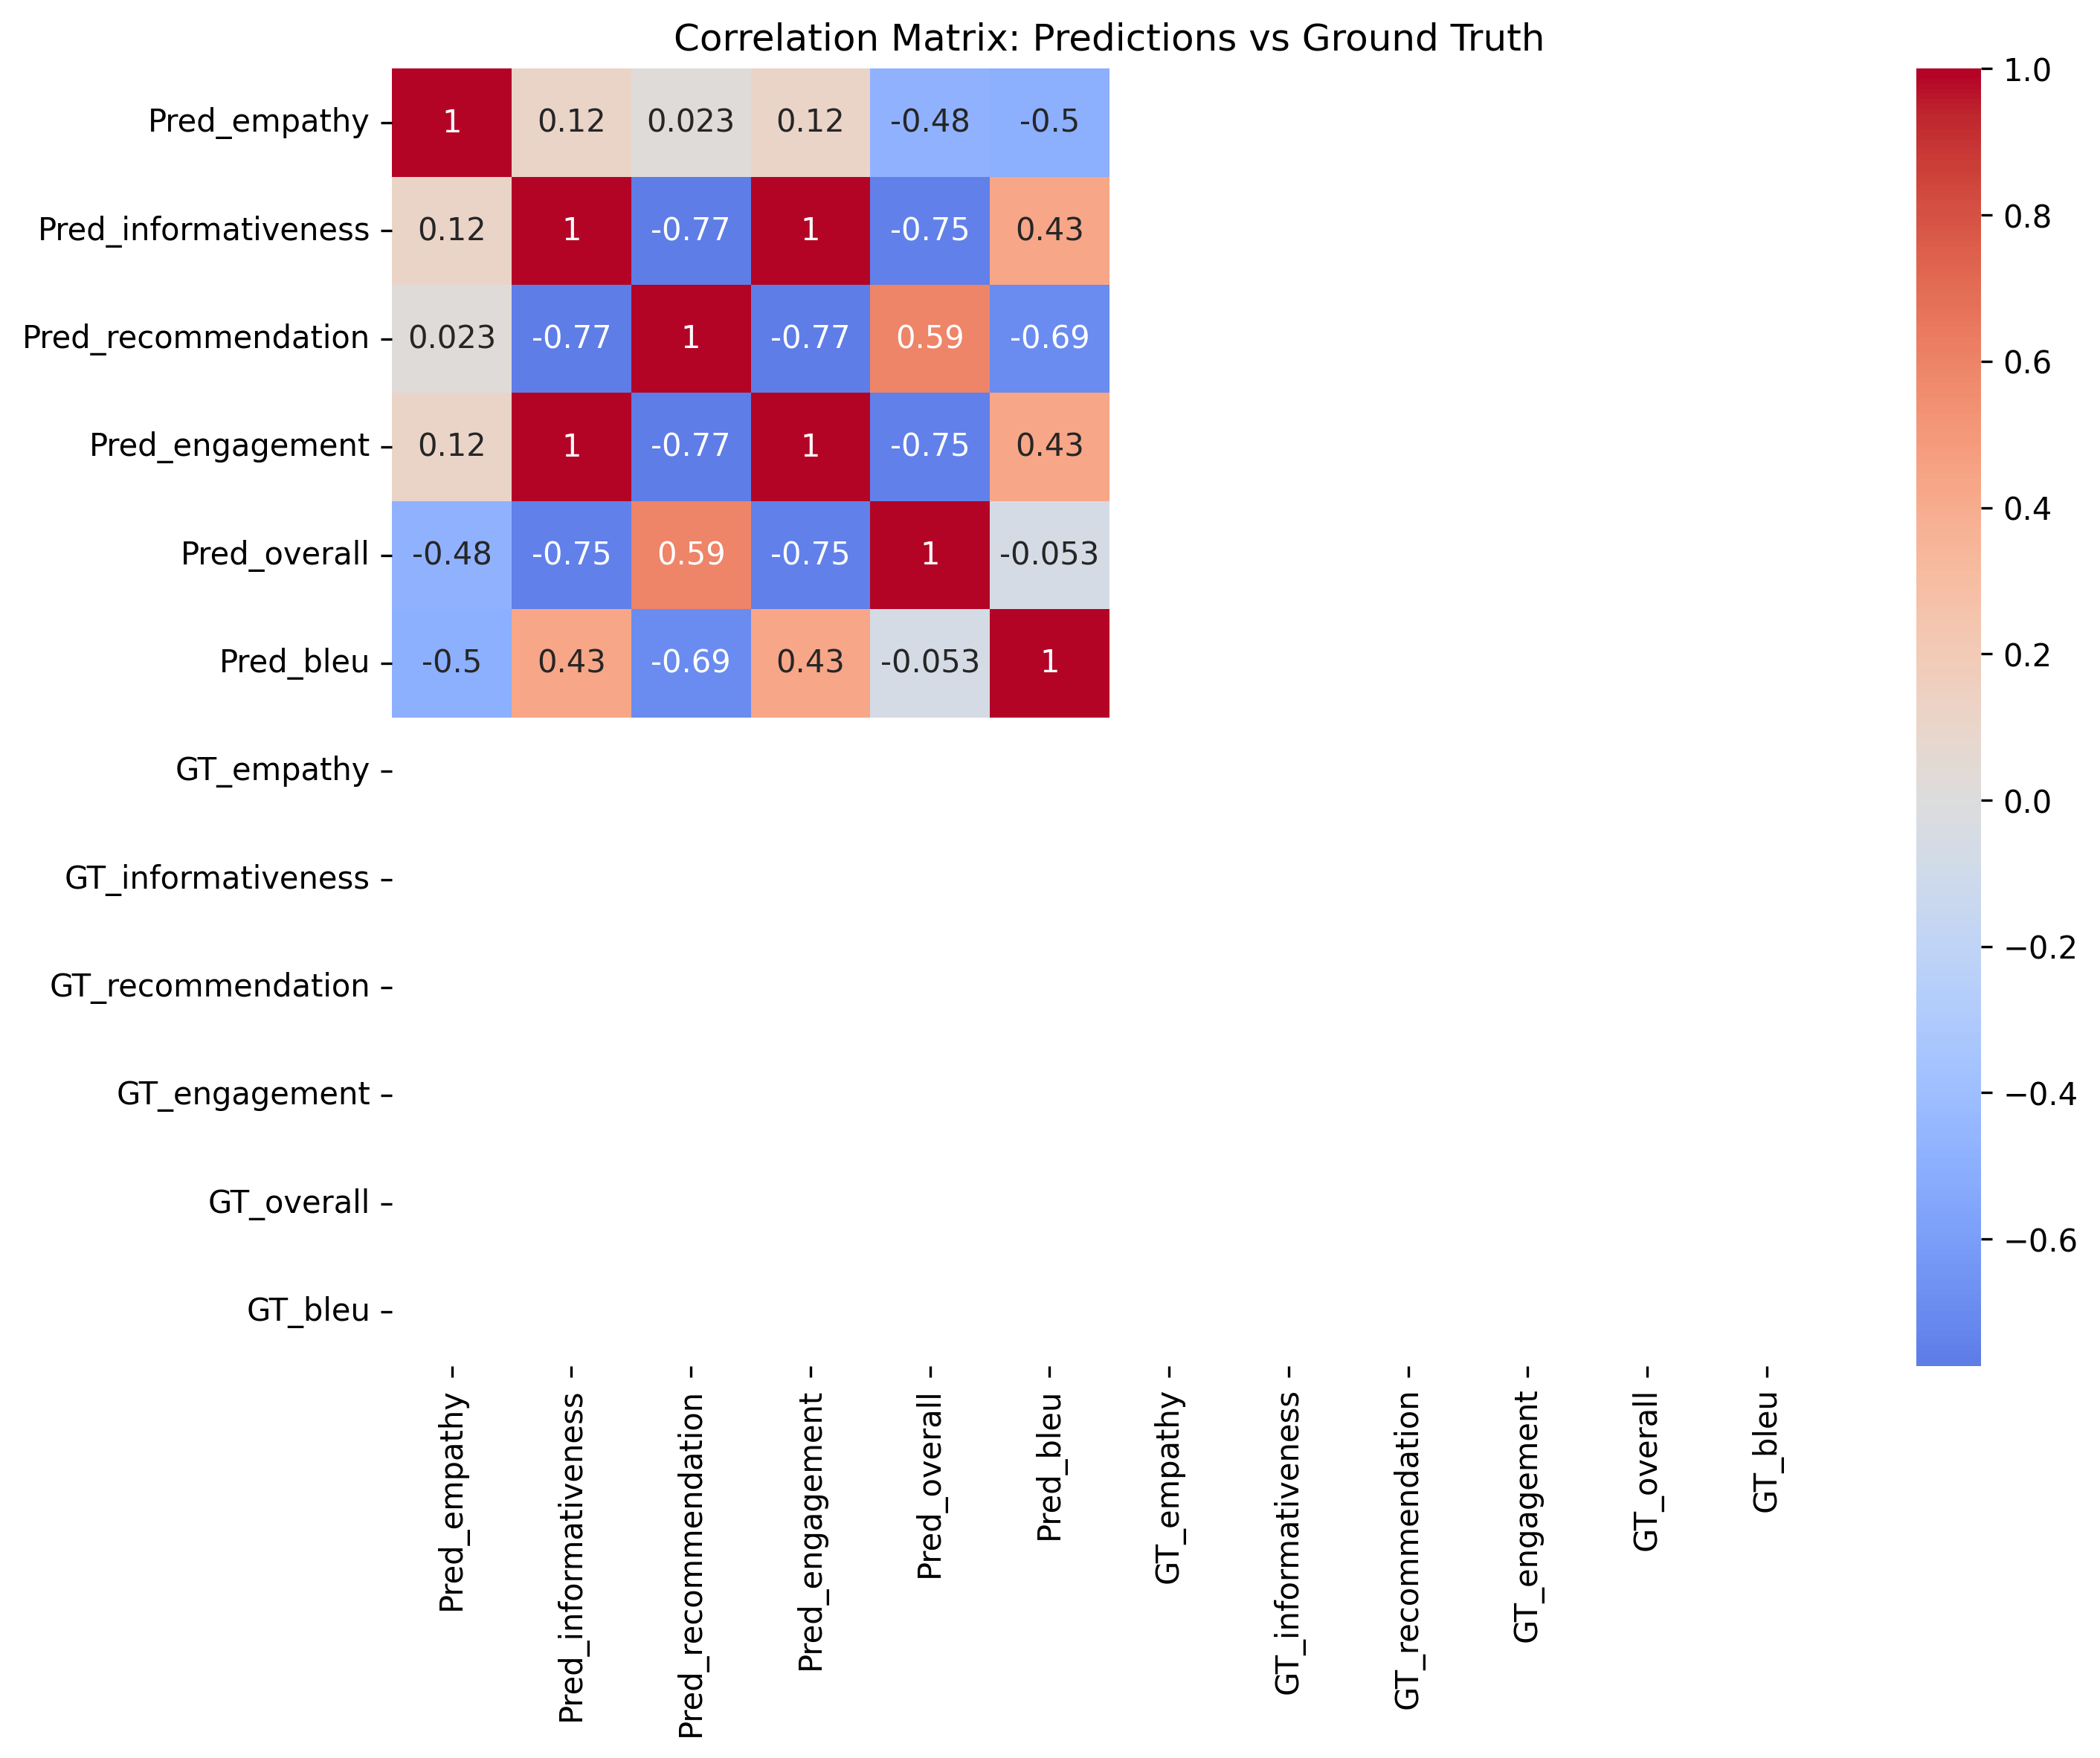 Correlation Matrix: Predictions vs Ground Truth
Pred_empathy 1 0.12 0.023 0.12 -0.48 -0.5
Pred_informativeness 0.12 1 -0.77 1 -0.75 0.43
Pred_recommendation 0.023 -0.77 1 -0.77 0.59 -0.69
Pred_engagement 0.12 1 -0.77 1 -0.75 0.43
Pred_overall -0.48 -0.75 0.59 -0.75 1 -0.053
Pred_bleu -0.5 0.43 -0.69 0.43 -0.053 1
GT_empathy
GT_informativeness
GT_recommendation
GT_engagement
GT_overall
GT_bleu
Pred_empathy
Pred_informativeness
Pred_recommendation
Pred_engagement
Pred_overall
Pred_bleu
GT_empathy
GT_informativeness
GT_recommendation
GT_engagement
GT_overall
GT_bleu
1.0
0.8
0.6
0.4
0.2
0.0
−0.2
−0.4
−0.6